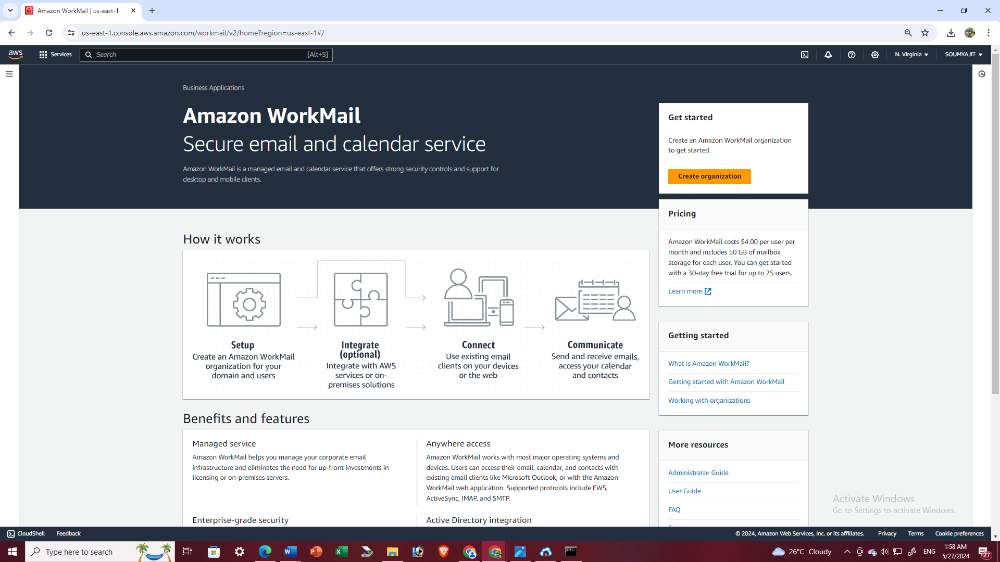 Amazon WorkMail | us-east-1
us-east-1.console.aws.amazon.com/workmail/v2/home?region=us-east-1#/
aws
Services
Search
[Alt+S]
N. Virginia
SOUMYAJIT
Business Applications
Amazon WorkMail
Secure email and calendar service
Amazon WorkMail is a managed email and calendar service that offers strong security controls and support for
desktop and mobile clients.
Get started
Create an Amazon WorkMail organization
to get started.
Create organization
Pricing
Amazon WorkMail costs $4.00 per user per
month and includes 50 GB of mailbox
storage for each user. You can get started
with a 30-day free trial for up to 25 users.
Learn more
How it works
Setup
Create an Amazon WorkMail
organization for your
domain and users
Integrate
(optional)
Integrate with AWS
services or on-
premises solutions
Connect
Use existing email
clients on your devices
or the web
Communicate
Send and receive emails,
access your calendar
and contacts
Getting started
What is Amazon WorkMail?
Getting started with Amazon WorkMail
Working with organizations
Benefits and features
Managed service
Amazon WorkMail helps you manage your corporate email
infrastructure and eliminates the need for up-front investments in
licensing or on-premises servers.
Anywhere access
Amazon WorkMail works with most major operating systems and
devices. Users can access their email, calendar, and contacts with
existing email clients like Microsoft Outlook, or with the Amazon
WorkMail web application. Supported protocols include EWS,
ActiveSync, IMAP, and SMTP.
Enterprise-grade security
Active Directory integration
More resources
Administrator Guide
User Guide
FAQ
Activate Windows
Go to Settings to activate Windows.
CloudShell
Feedback
© 2024, Amazon Web Services, Inc. or its affiliates.
Privacy
Terms
Cookie preferences
Type here to search
26°C Cloudy
ENG
1:58 AM
5/27/2024
27